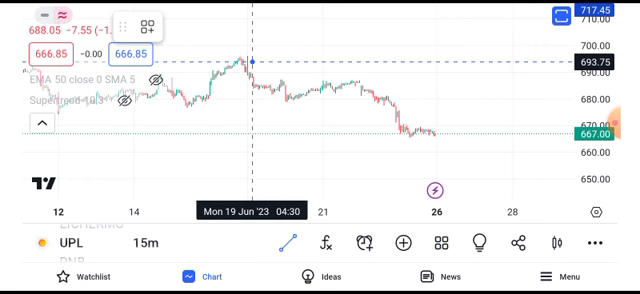 717.45
710.00
688.05 −7.55 (−1.
700.00
666.85 −0.00 666.85
693.75
690.00
EMA 50 close 0 SMA 5
Supertrend 10 3
680.00
670.00
667.00
660.00
650.00
12 14 Mon 19 Jun '23 04:30 21 26 28
UPL 15m
Watchlist Chart Ideas News Menu